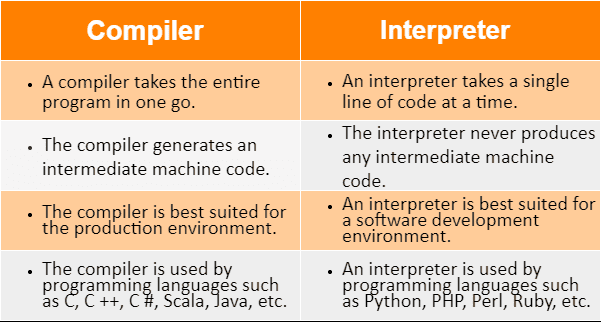 Compiler
Interpreter
• A compiler takes the entire
program in one go.
• An interpreter takes a single
line of code at a time.
• The compiler generates an
intermediate machine code.
• The interpreter never produces
any intermediate machine
code.
• The compiler is best suited for
the production environment.
• An interpreter is best suited for
a software development
environment.
• The compiler is used by
programming languages such
as C, C ++, C #, Scala, Java, etc.
• An interpreter is used by
programming languages such
as Python, PHP, Perl, Ruby, etc.